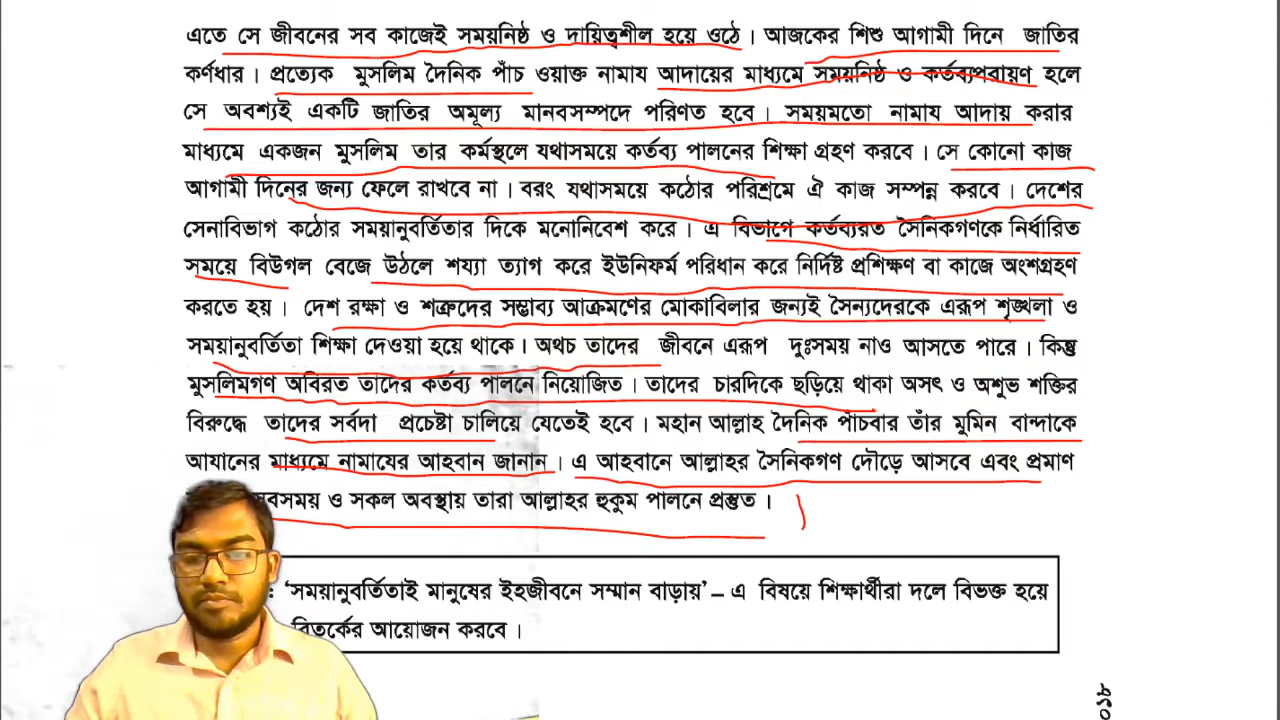 এতে সে জীবনের সব কাজেই সময়নিষ্ঠ ও দায়িত্বশীল হয়ে ওঠে । আজকের শিশু আগামী দিনে জাতির
কর্ণধার । প্রত্যেক মুসলিম দৈনিক পাঁচ ওয়াক্ত নামায আদায়ের মাধ্যমে সময়নিষ্ঠ ও কর্তব্যপরায়ণ হলে
সে অবশ্যই একটি জাতির অমূল্য মানবসম্পদে পরিণত হবে । সময়মতো নামায আদায় করার
মাধ্যমে একজন মুসলিম তার কর্মস্থলে যথাসময়ে কর্তব্য পালনের শিক্ষা গ্রহণ করবে । সে কোনো কাজ
আগামী দিনের জন্য ফেলে রাখবে না । বরং যথাসময়ে কঠোর পরিশ্রমে ঐ কাজ সম্পন্ন করবে । দেশের
সেনাবিভাগ কঠোর সময়ানুবর্তিতার দিকে মনোনিবেশ করে । এ বিভাগে কর্তব্যরত সৈনিকগণকে নির্ধারিত
সময়ে বিউগল বেজে উঠলে শয্যা ত্যাগ করে ইউনিফর্ম পরিধান করে নির্দিষ্ট প্রশিক্ষণ বা কাজে অংশগ্রহণ
করতে হয় । দেশ রক্ষা ও শত্রুদের সম্ভাব্য আক্রমণের মোকাবিলার জন্যই সৈন্যদেরকে এরূপ শৃঙ্খলা ও
সময়ানুবর্তিতা শিক্ষা দেওয়া হয়ে থাকে । অথচ তাদের জীবনে এরূপ দুঃসময় নাও আসতে পারে । কিন্তু
মুসলিমগণ অবিরত তাদের কর্তব্য পালনে নিয়োজিত । তাদের চারদিকে ছড়িয়ে থাকা অসৎ ও অশুভ শক্তির
বিরুদ্ধে তাদের সর্বদা প্রচেষ্টা চালিয়ে যেতেই হবে । মহান আল্লাহ দৈনিক পাঁচবার তাঁর মুমিন বান্দাকে
আযানের মাধ্যমে নামাযের আহবান জানান । এ আহবানে আল্লাহর সৈনিকগণ দৌড়ে আসবে এবং প্রমাণ
ও সকল অবস্থায় তারা আল্লাহর হুকুম পালনে প্রস্তুত ।
: ‘সময়ানুবর্তিতাই মানুষের ইহজীবনে সম্মান বাড়ায়’ – এ বিষয়ে শিক্ষার্থীরা দলে বিভক্ত হয়ে
বিতর্কের আয়োজন করবে ।
০১৮